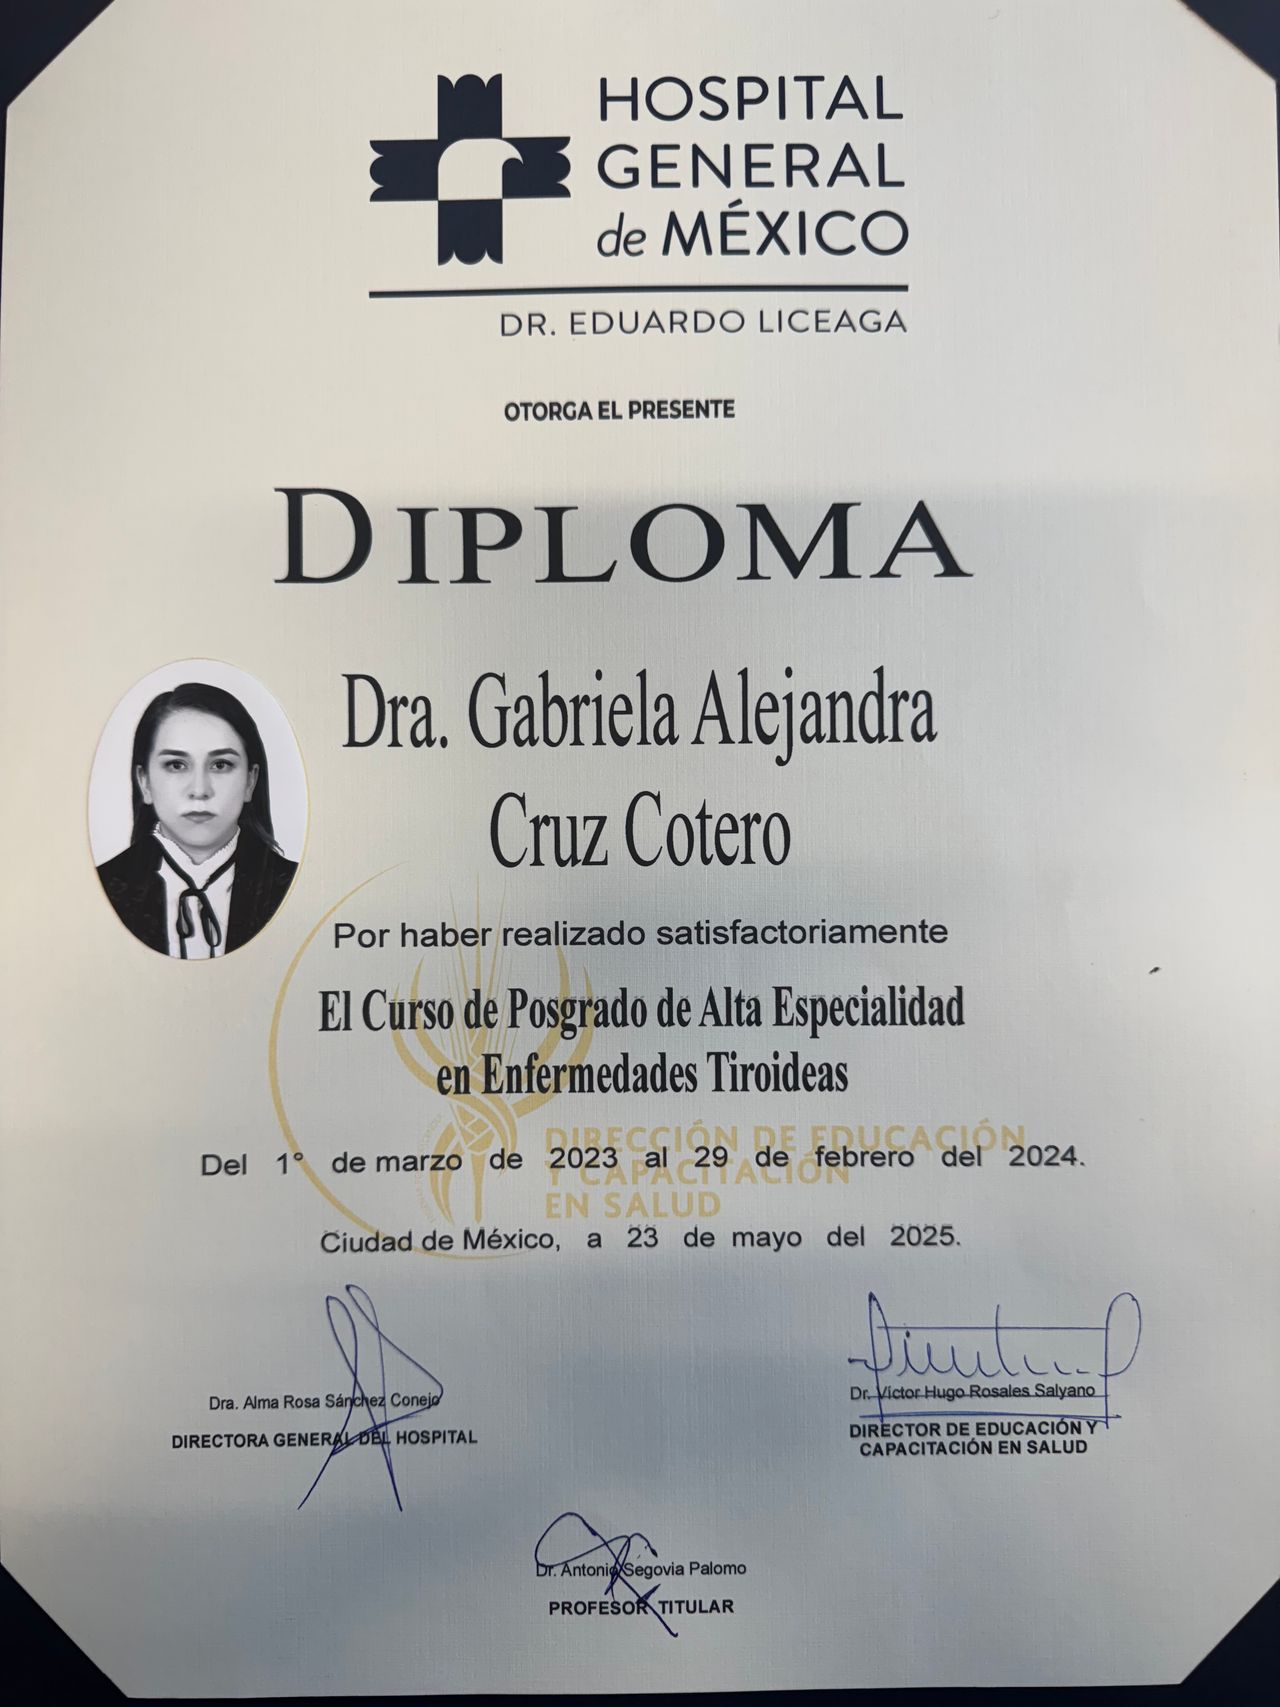 HOSPITAL
GENERAL
de MÉXICO
DR. EDUARDO LICEAGA
OTORGA EL PRESENTE
DIPLOMA
Dra. Gabriela Alejandra
Cruz Cotero
Por haber realizado satisfactoriamente
El Curso de Posgrado de Alta Especialidad
en Enfermedades Tiroideas
DIRECCIÓN DE EDUCACIÓN
Y CAPACITACIÓN
EN SALUD
Del 1° de marzo de 2023 al 29 de febrero del 2024.
Ciudad de México, a 23 de mayo del 2025.
Dra. Alma Rosa Sánchez Conejo
DIRECTORA GENERAL DEL HOSPITAL
Dr. Víctor Hugo Rosales Salyano
DIRECTOR DE EDUCACIÓN Y
CAPACITACIÓN EN SALUD
Dr. Antonio Segovia Palomo
PROFESOR TITULAR